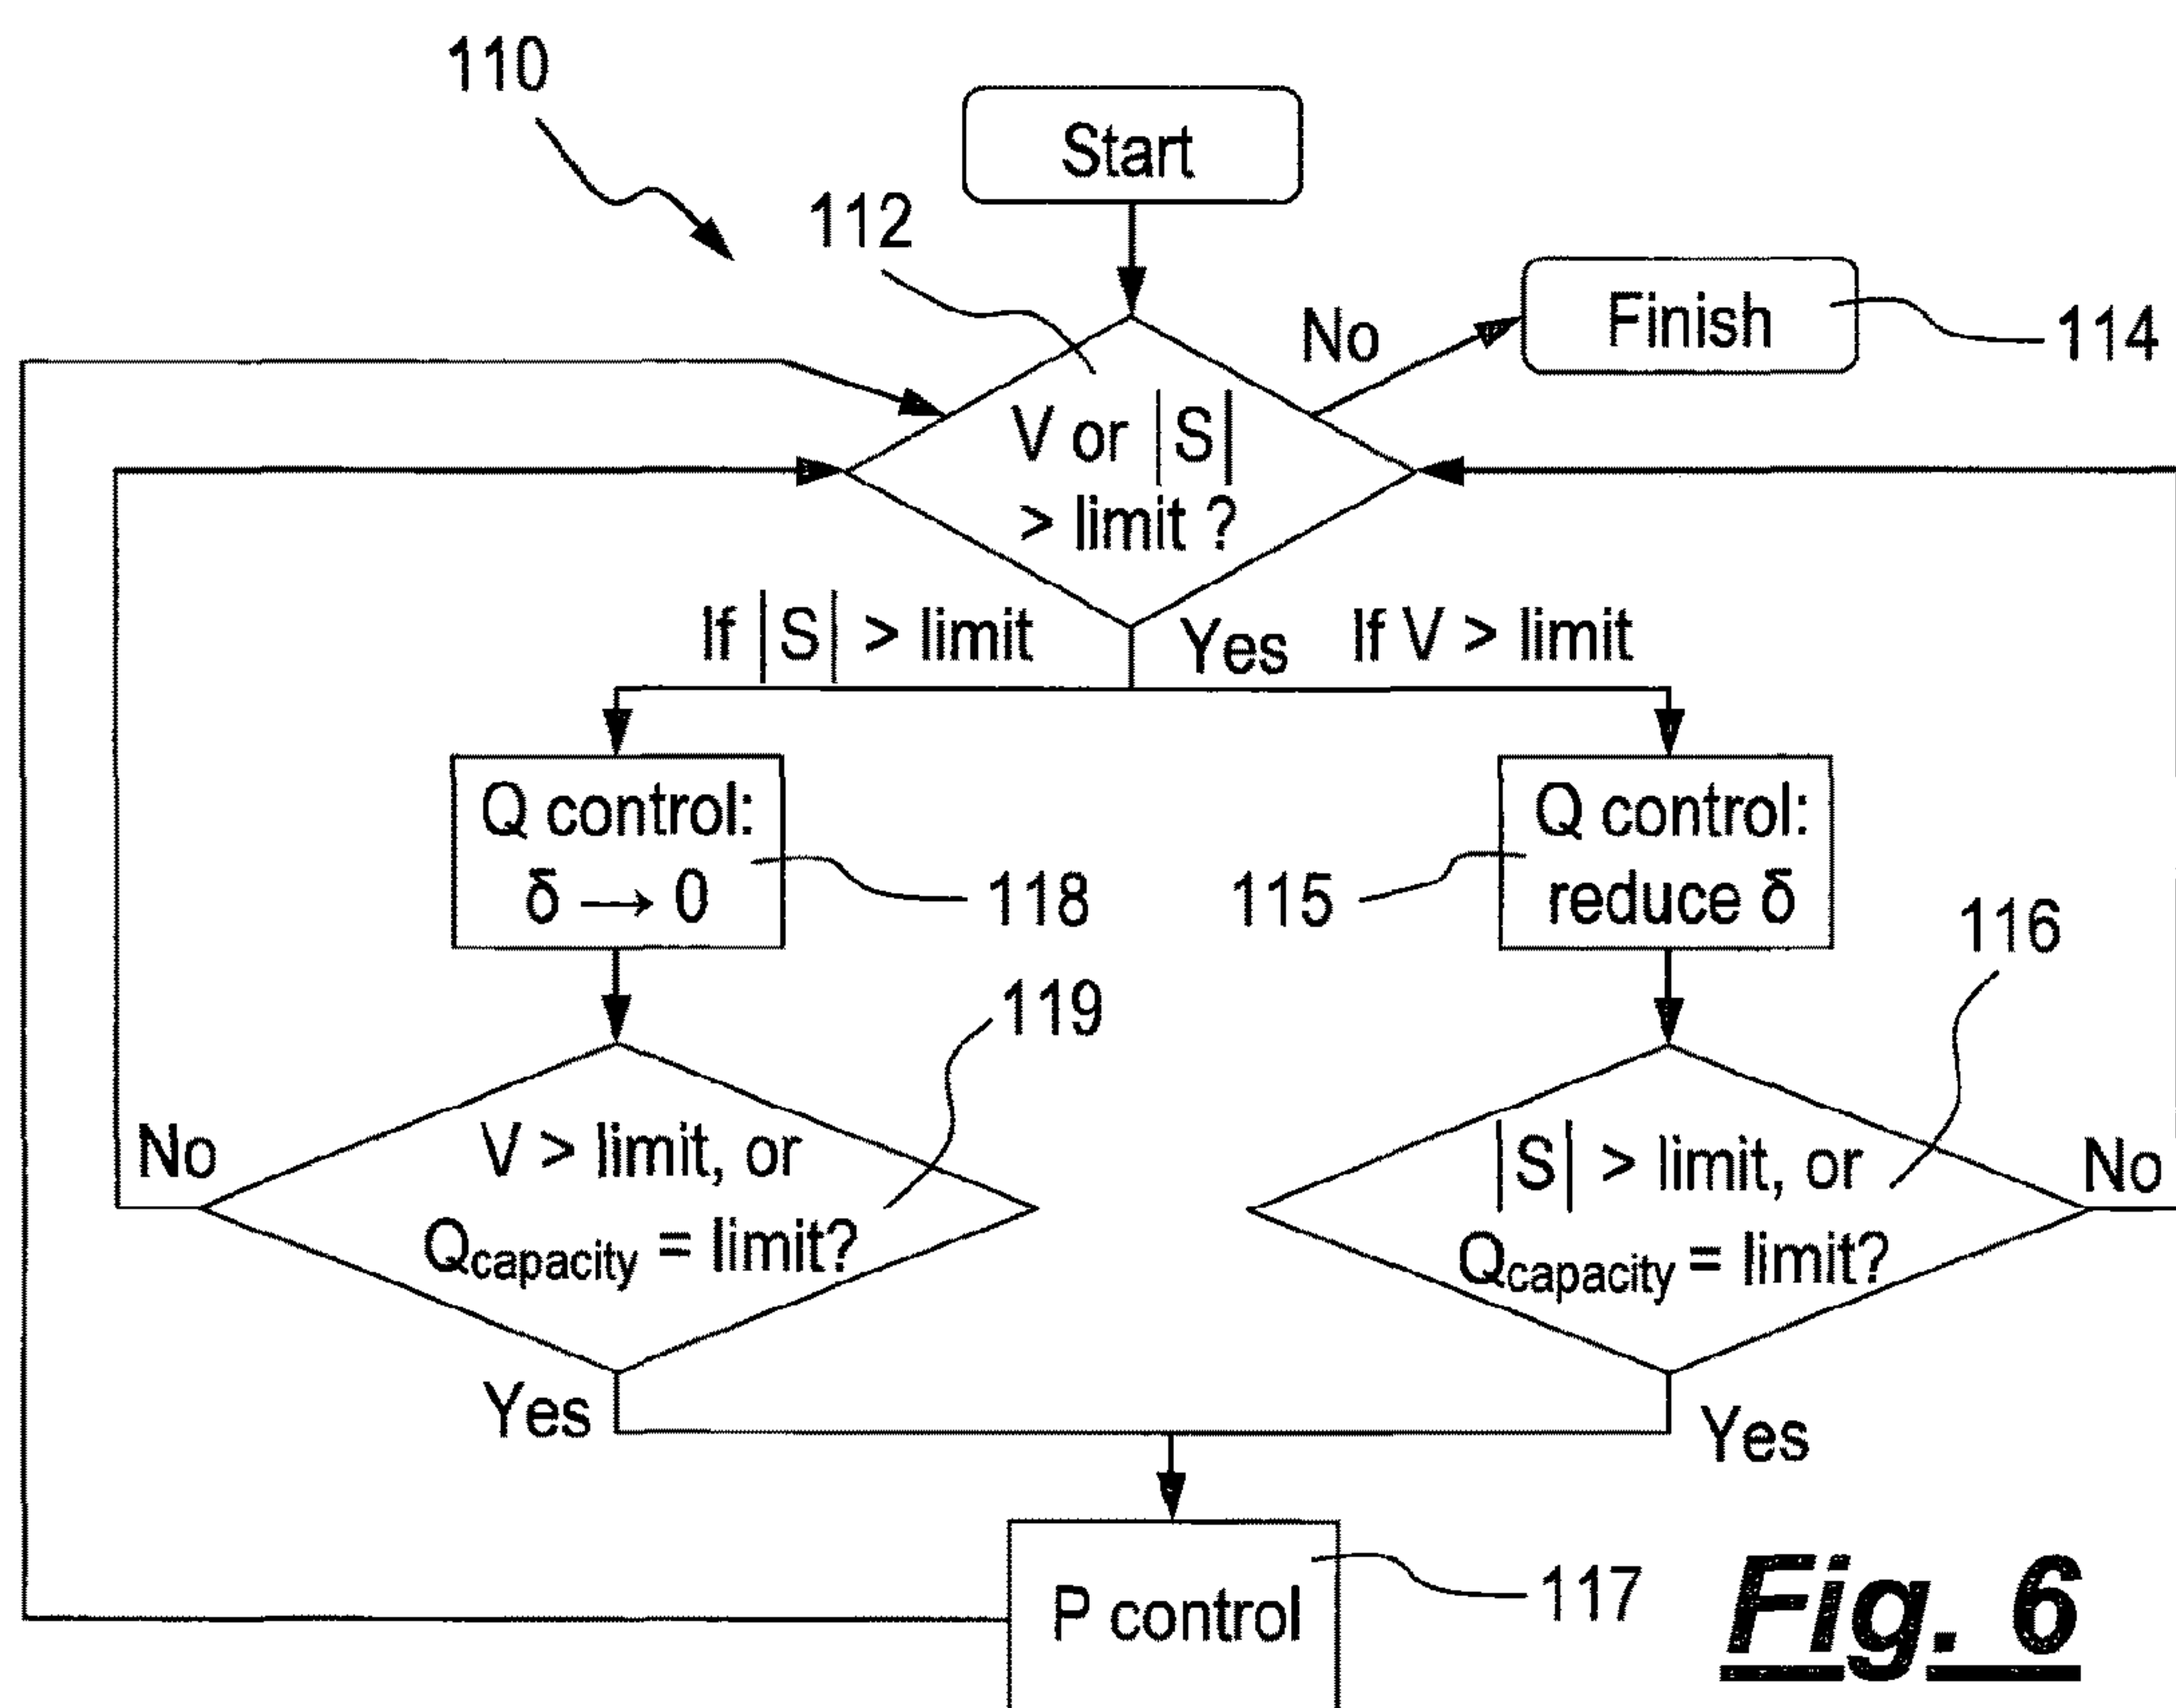 110
Start
112
No
Finish
114
V or |S|
> limit ?
If |S| > limit
Yes
If V > limit
Q control:
δ → 0
118
115
Q control:
reduce δ
116
119
No
V > limit, or
Qcapacity = limit?
|S| > limit, or
Qcapacity = limit?
No
Yes
Yes
P control
117
Fig. 6